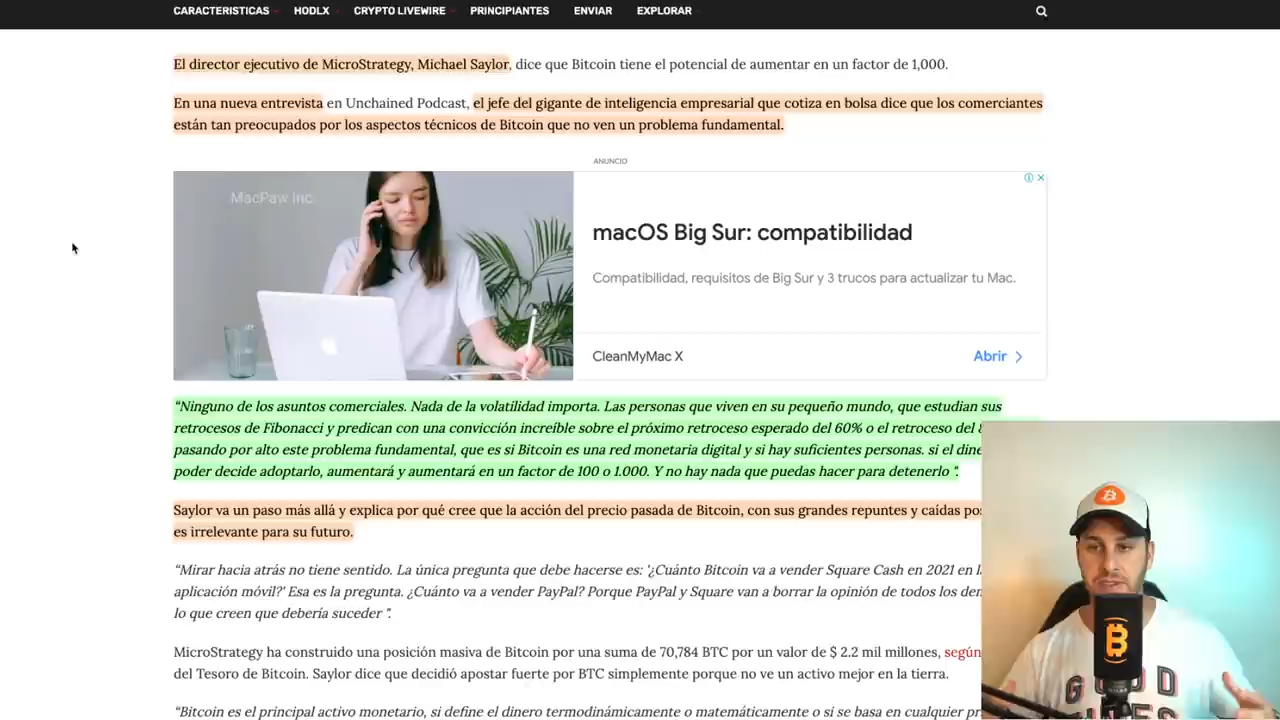 CARACTERISTICAS HODLX CRYPTO LIVEWIRE PRINCIPIANTES ENVIAR EXPLORAR
El director ejecutivo de MicroStrategy, Michael Saylor, dice que Bitcoin tiene el potencial de aumentar en un factor de 1,000.
En una nueva entrevista en Unchained Podcast, el jefe del gigante de inteligencia empresarial que cotiza en bolsa dice que los comerciantes
están tan preocupados por los aspectos técnicos de Bitcoin que no ven un problema fundamental.
ANUNCIO
MacPaw Inc.
macOS Big Sur: compatibilidad
Compatibilidad, requisitos de Big Sur y 3 trucos para actualizar tu Mac.
CleanMyMac X
Abrir
“Ninguno de los asuntos comerciales. Nada de la volatilidad importa. Las personas que viven en su pequeño mundo, que estudian sus
retrocesos de Fibonacci y predican con una convicción increíble sobre el próximo retroceso esperado del 60% o el retroceso del
pasando por alto este problema fundamental, que es si Bitcoin es una red monetaria digital y si hay suficientes personas. si el
poder decide adoptarlo, aumentará y aumentará en un factor de 100 o 1.000. Y no hay nada que puedas hacer para detenerlo ”.
Saylor va un paso más allá y explica por qué cree que la acción del precio pasada de Bitcoin, con sus grandes repuntes y caídas
es irrelevante para su futuro.
“Mirar hacia atrás no tiene sentido. La única pregunta que debe hacerse es: '¿Cuánto Bitcoin va a vender Square Cash en 2021 en
aplicación móvil?' Esa es la pregunta. ¿Cuánto va a vender PayPal? Porque PayPal y Square van a borrar la opinión de todos los
lo que creen que debería suceder ”.
MicroStrategy ha construido una posición masiva de Bitcoin por una suma de 70,784 BTC por un valor de $ 2.2 mil millones, según
del Tesoro de Bitcoin. Saylor dice que decidió apostar fuerte por BTC simplemente porque no ve un activo mejor en la tierra.
“Bitcoin es el principal activo monetario, si define el dinero termodinámicamente o matemáticamente o si se basa en cualquier